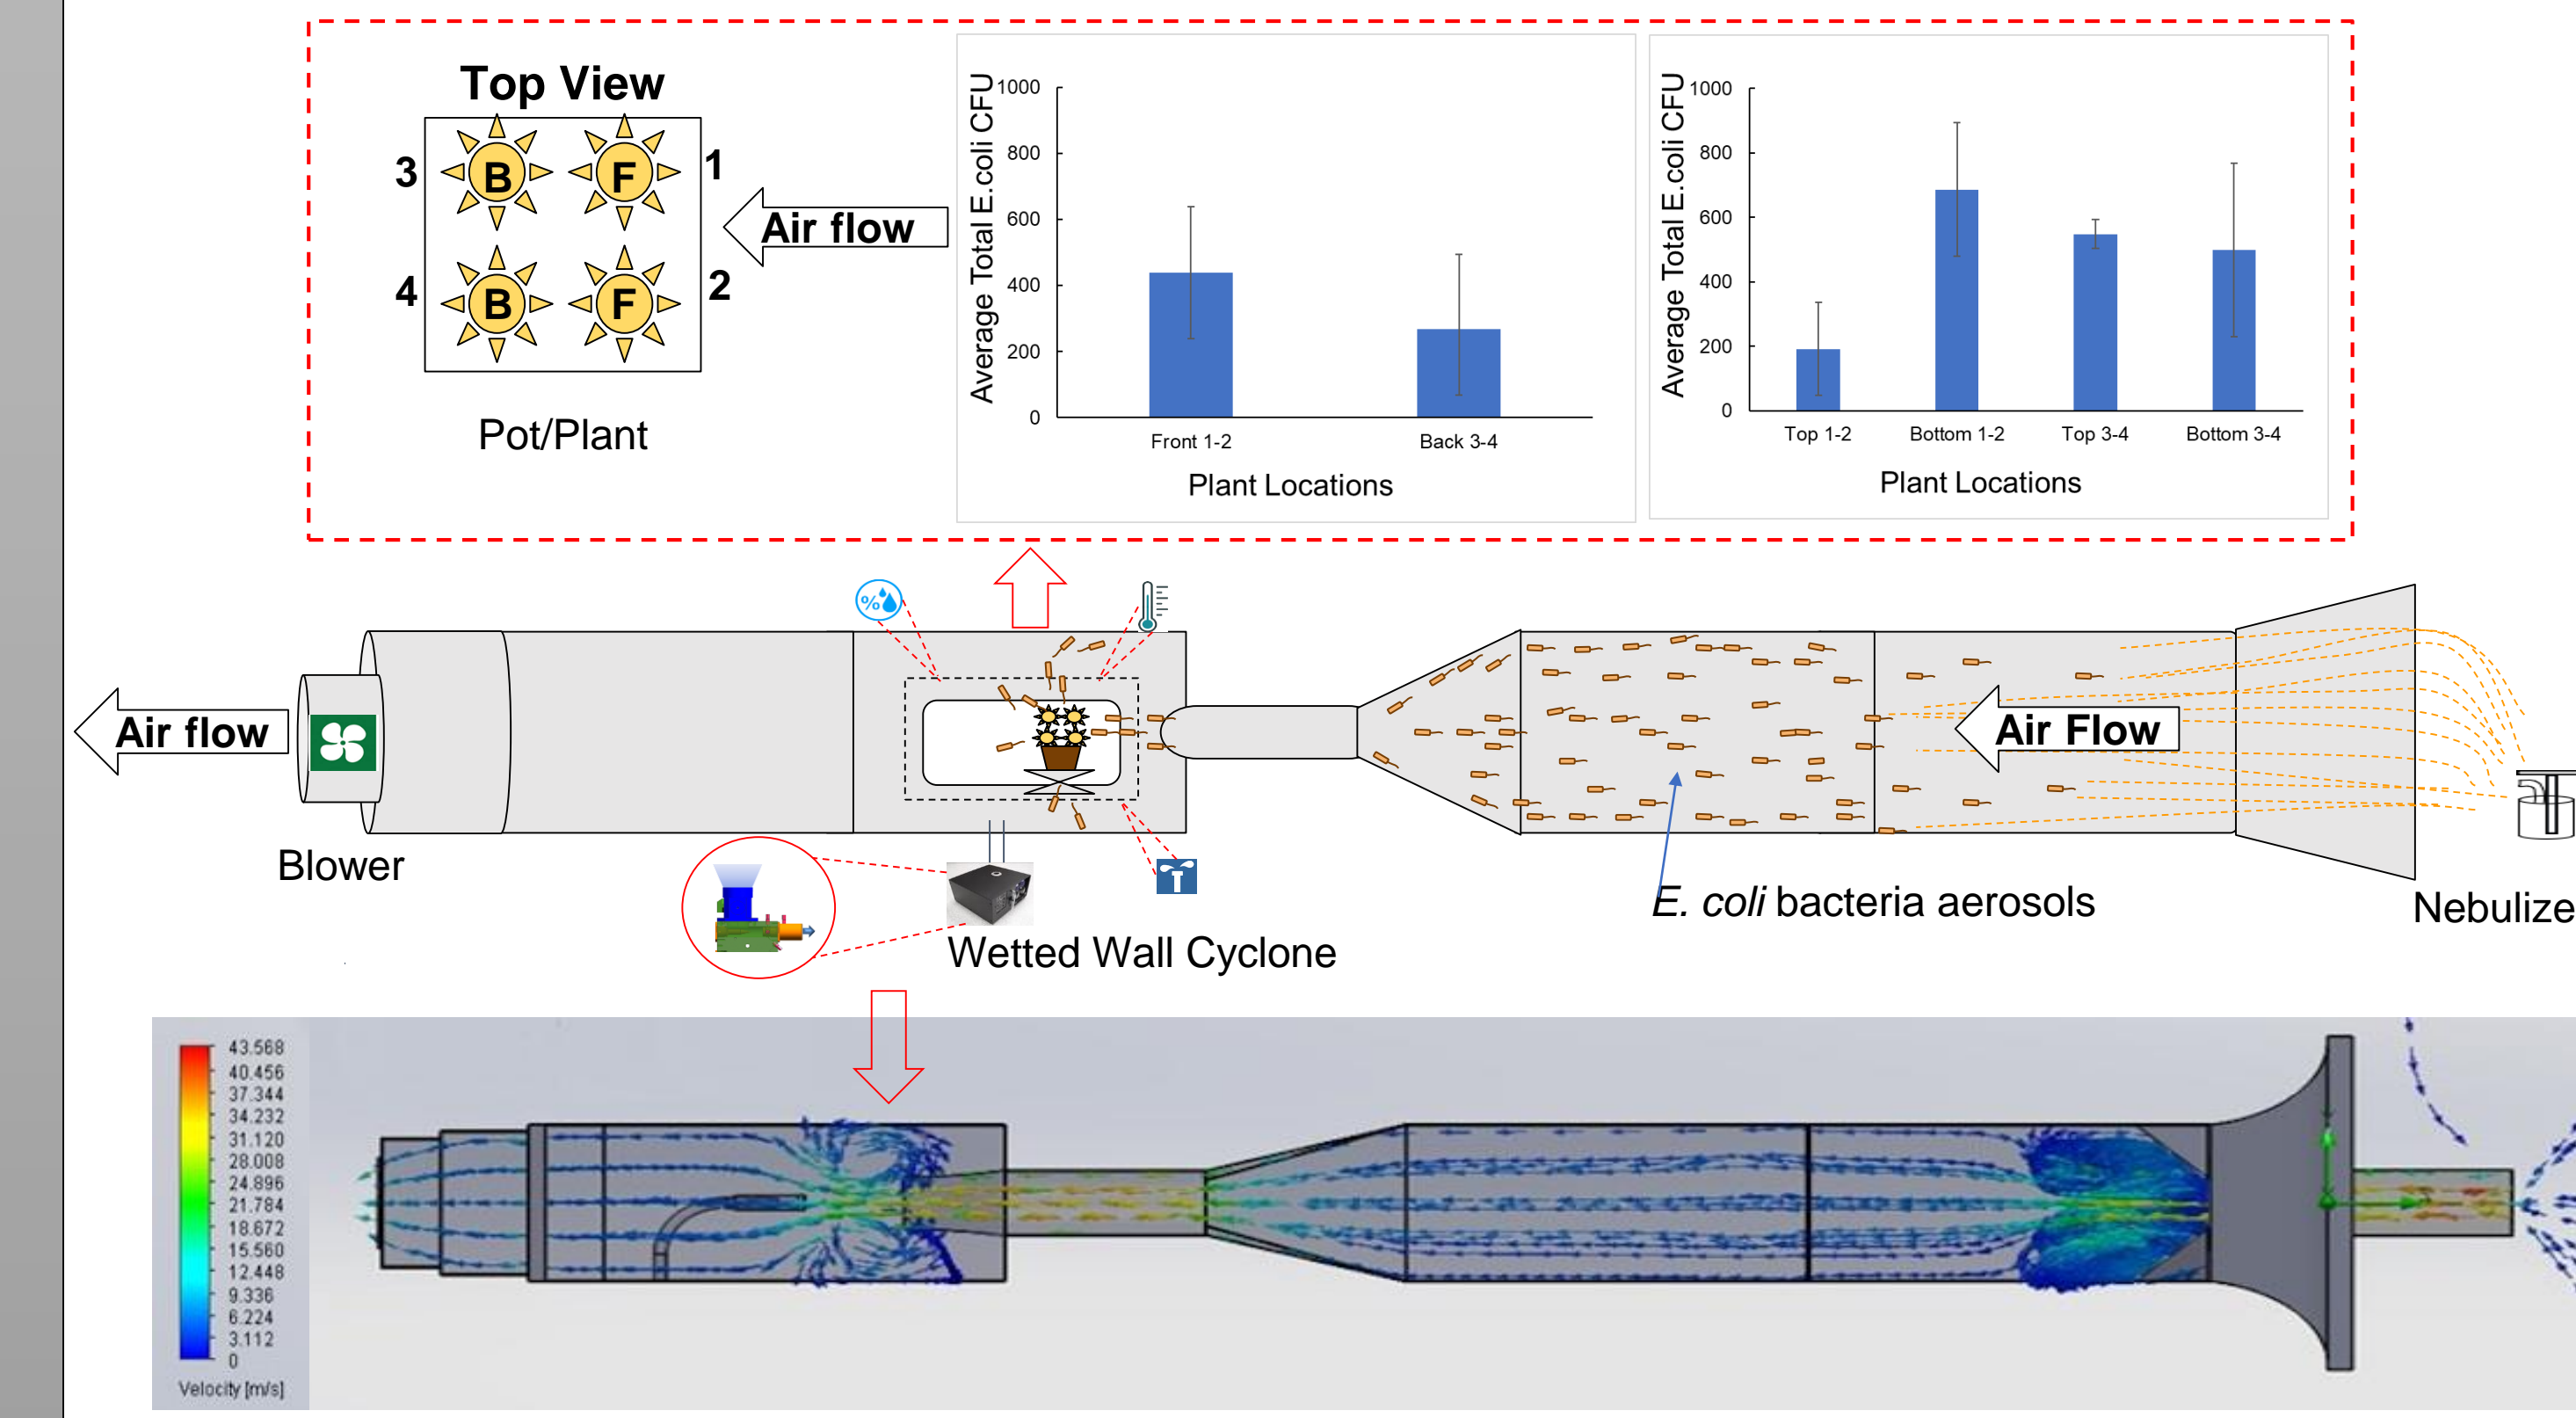 Top View
3
B
F
1
Air flow
4
B
F
2
Pot/Plant
Average Total E.coli CFU
1000
800
600
400
200
0
Front 1-2
Back 3-4
Plant Locations
Average Total E.coli CFU
1000
800
600
400
200
0
Top 1-2
Bottom 1-2
Top 3-4
Bottom 3-4
Plant Locations
%
Air flow
Air Flow
Blower
T
E. coli bacteria aerosols
Nebulize
Wetted Wall Cyclone
43.568
40.456
37.344
34.232
31.120
28.008
24.896
21.784
18.672
15.560
12.448
9.336
6.224
3.112
0
Velocity [m/s]